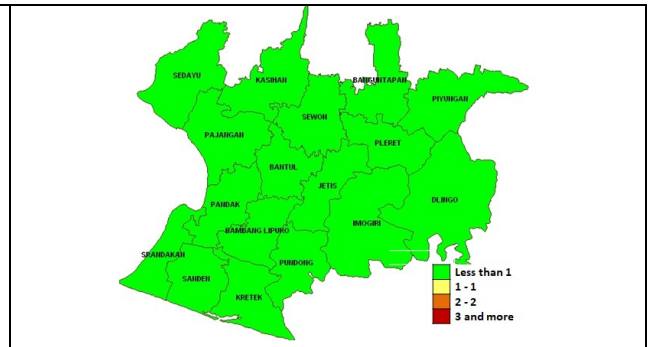 SEDAYU
KASIHAN
BANGUNTAPAN
PIYUNGAN
SEWON
PAJANGAN
PLERET
BANTUL
JETIS
DLINGO
PANDAK
IMOGIRI
BAMBANG LIPURO
SRANDAKAN
PUNDONG
SANDEN
KRETEK
Less than 1
1 - 1
2 - 2
3 and more